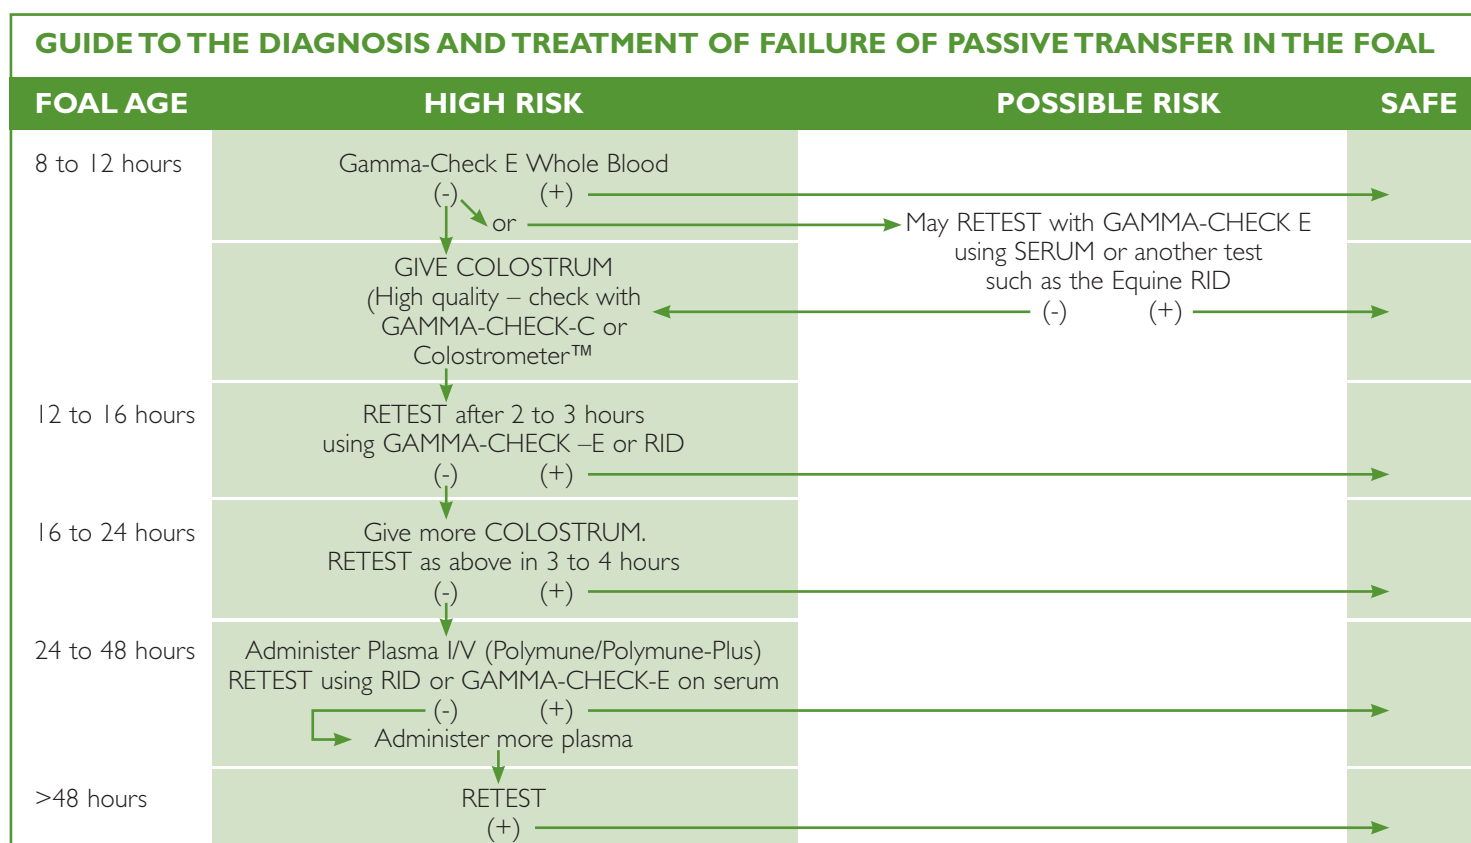 GUIDE TO THE DIAGNOSIS AND TREATMENT OF FAILURE OF PASSIVE TRANSFER IN THE FOAL
FOAL AGE HIGH RISK POSSIBLE RISK SAFE
8 to 12 hours
Gamma-Check E Whole Blood
(-) (+)
or
May RETEST with GAMMA-CHECK E
using SERUM or another test
such as the Equine RID
(-) (+)
GIVE COLOSTRUM
(High quality – check with
GAMMA-CHECK-C or
Colostrometer™
12 to 16 hours
RETEST after 2 to 3 hours
using GAMMA-CHECK –E or RID
(-) (+)
16 to 24 hours
Give more COLOSTRUM.
RETEST as above in 3 to 4 hours
(-) (+)
24 to 48 hours
Administer Plasma I/V (Polymune/Polymune-Plus)
RETEST using RID or GAMMA-CHECK-E on serum
(-) (+)
Administer more plasma
>48 hours
RETEST
(+)